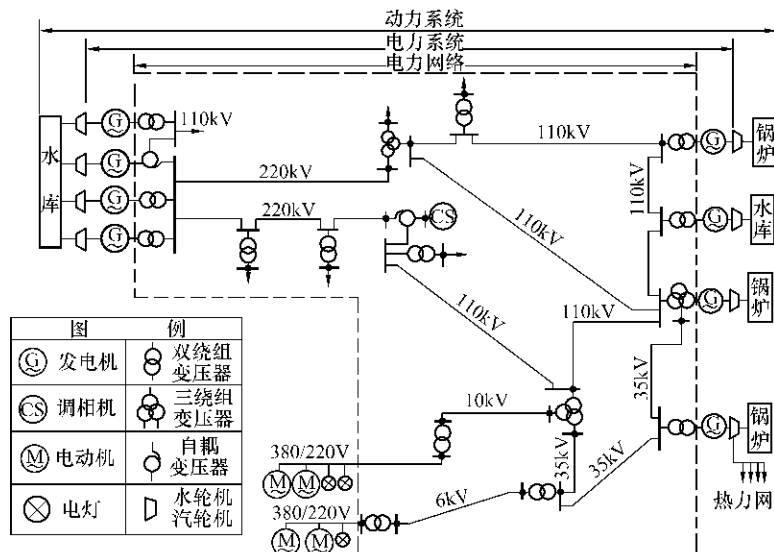 动力系统
电力系统
电力网络
水库
G
G
G
G
110kV
220kV
220kV
CS
110kV
110kV
110kV
110kV
110kV
G
锅炉
G
水库
G
锅炉
G
锅炉
热力网
35kV
35kV
35kV
10kV
6kV
380/220V
M
M
380/220V
M
M
图 例
G 发电机
双绕组
变压器
CS 调相机
三绕组
变压器
M 电动机
自耦
变压器
电灯
水轮机
汽轮机